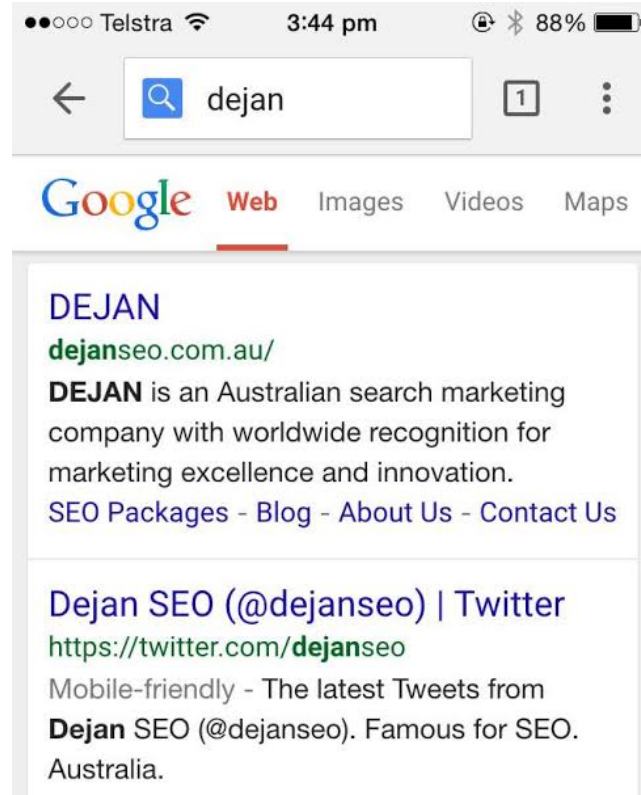 Telstra 3:44 pm 88%
dejan 1
Google Web Images Videos Maps
DEJAN
dejanseo.com.au/
DEJAN is an Australian search marketing
company with worldwide recognition for
marketing excellence and innovation.
SEO Packages - Blog - About Us - Contact Us
Dejan SEO (@dejanseo) | Twitter
https://twitter.com/dejanseo
Mobile-friendly - The latest Tweets from
Dejan SEO (@dejanseo). Famous for SEO.
Australia.